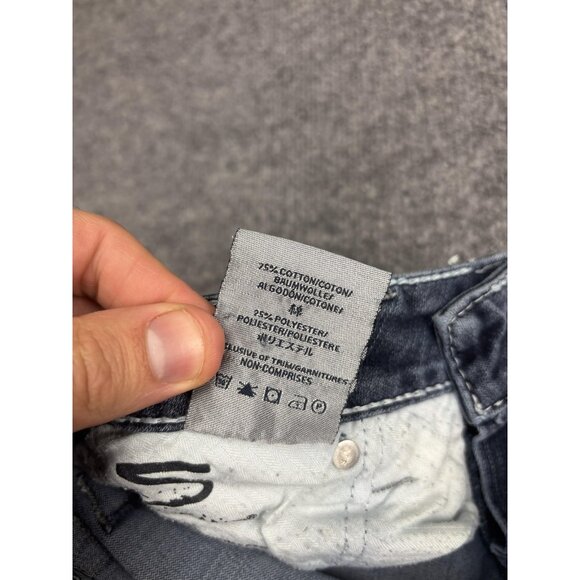 75% COTTON/COTON/
BAUMWOLLE/
ALGODÓN/COTONE/
綿
25% POLYESTER/
POLIESTER/POLIESTERE
ポリエステル
EXCLUSIVE OF TRIM/GARNITURES
NON-COMPRISES